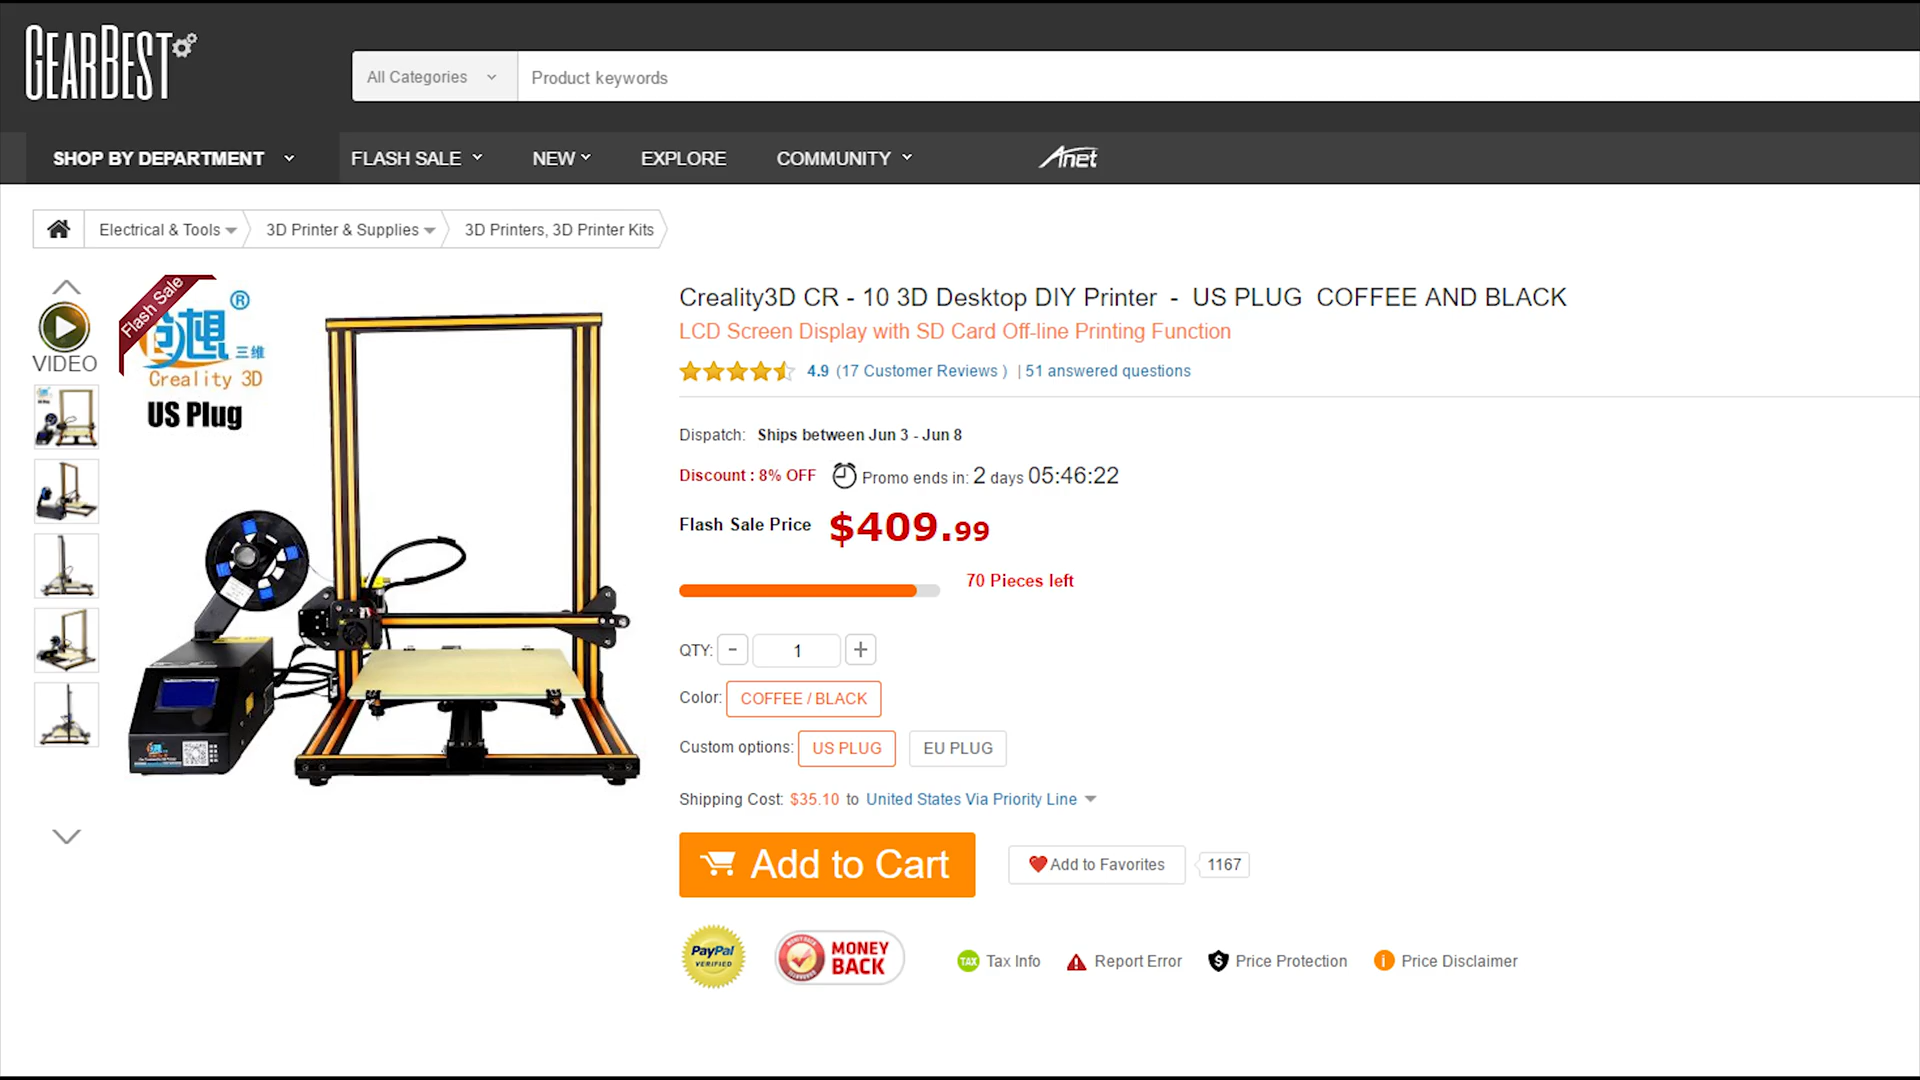 GEARBEST
All Categories
Product keywords
SHOP BY DEPARTMENT
FLASH SALE
NEW
EXPLORE
COMMUNITY
Anet
Electrical & Tools
3D Printer & Supplies
3D Printers, 3D Printer Kits
Flash Sale
创想
三维
®
Creality 3D
US Plug
VIDEO
Creality3D CR - 10 3D Desktop DIY Printer - US PLUG COFFEE AND BLACK
LCD Screen Display with SD Card Off-line Printing Function
4.9 (17 Customer Reviews ) | 51 answered questions
Dispatch: Ships between Jun 3 - Jun 8
Discount : 8% OFF Promo ends in: 2 days 05:46:22
Flash Sale Price $409.99
70 Pieces left
QTY: - 1 +
Color: COFFEE / BLACK
Custom options: US PLUG EU PLUG
Shipping Cost: $35.10 to United States Via Priority Line
Add to Cart
Add to Favorites 1167
PayPal
VERIFIED
MONEY
BACK
TAX Tax Info
Report Error
Price Protection
Price Disclaimer